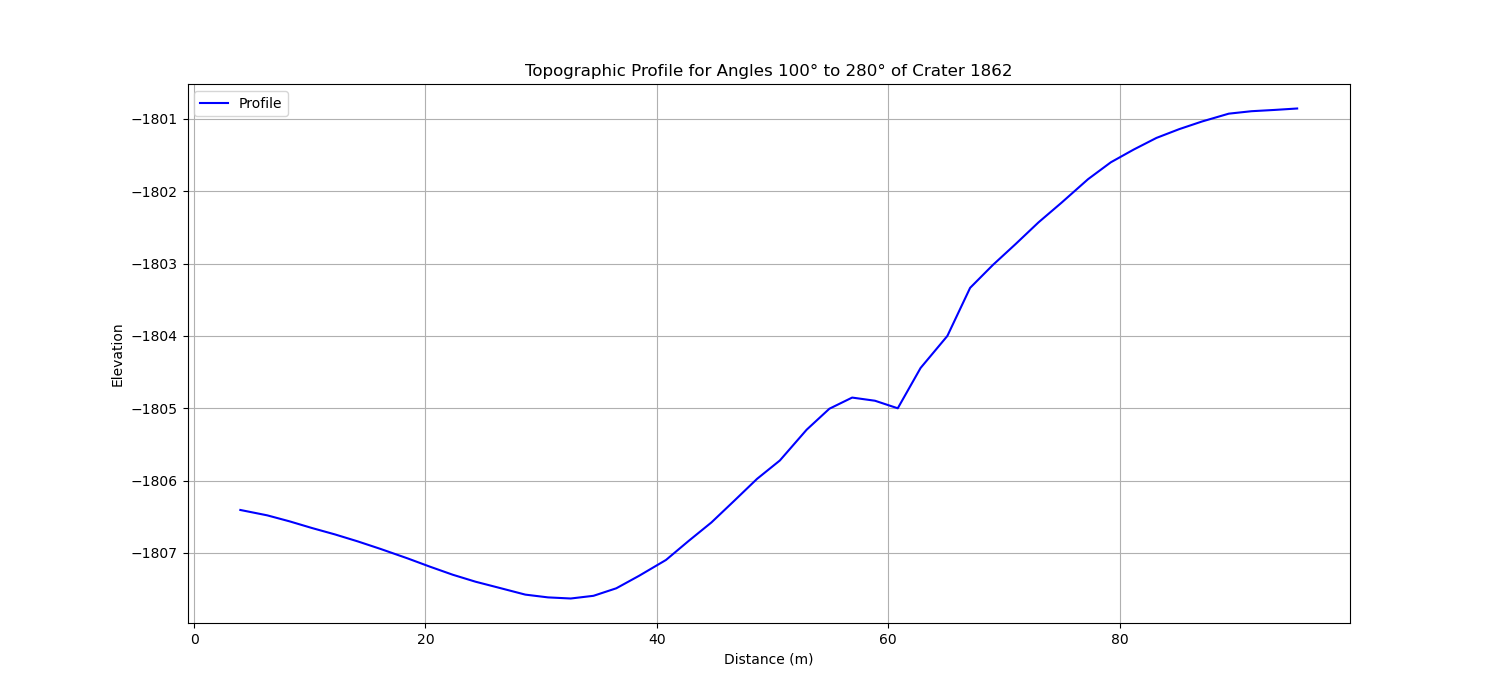 Topographic Profile for Angles 100° to 280° of Crater 1862
Profile
−1801
−1802
−1803
−1804
−1805
−1806
−1807
Elevation
0 20 40 60 80
Distance (m)